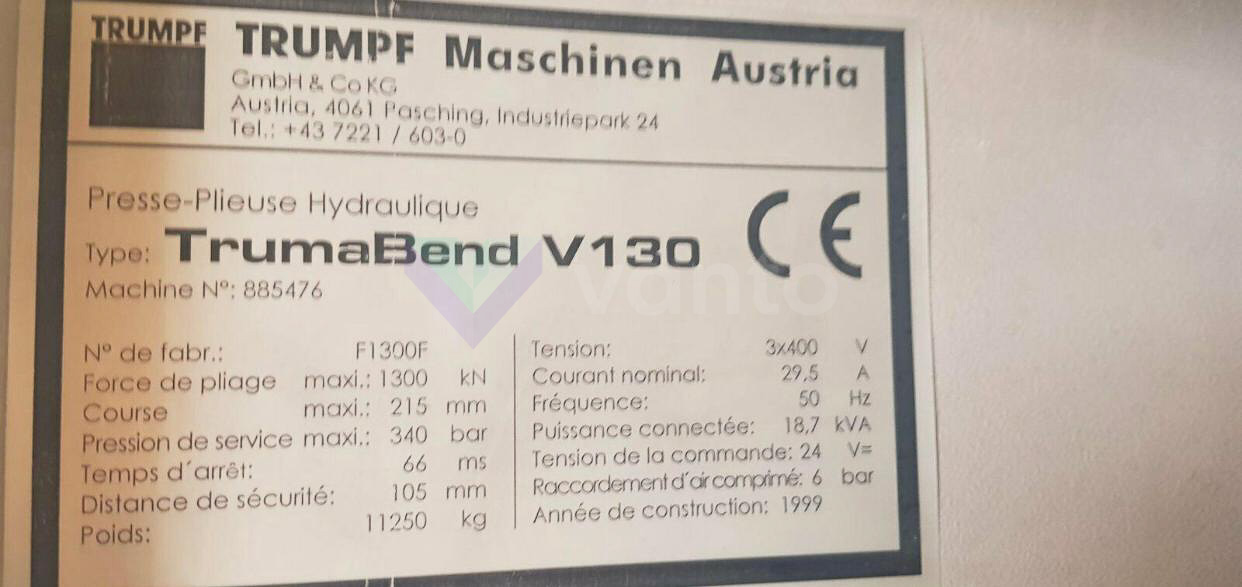 TRUMPF
TRUMPF Maschinen Austria
GmbH & Co KG
Austria, 4061 Pasching, Industriepark 24
Tel.: +43 7221 / 603-0
Presse-Plieuse Hydraulique
Type: TrumaBend V130
CE
Machine N°: 885476
vanto
N° de fabr.: F1300F
Force de pliage maxi.: 1300 kN
Course maxi.: 215 mm
Pression de service maxi.: 340 bar
Temps d´arrêt: 66 ms
Distance de sécurité: 105 mm
Poids: 11250 kg
Tension: 3x400 V
Courant nominal: 29,5 A
Fréquence: 50 Hz
Puissance connectée: 18,7 kVA
Tension de la commande: 24 V=
Raccordement d´air comprimé: 6 bar
Année de construction: 1999